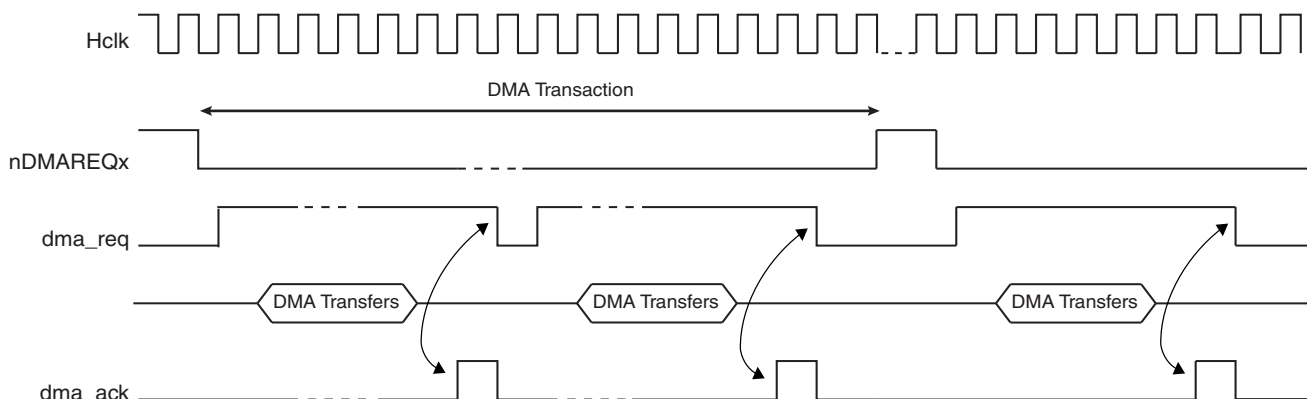 Hclk
DMA Transaction
nDMAREQx
dma_req
DMA Transfers DMA Transfers DMA Transfers
dma_ack